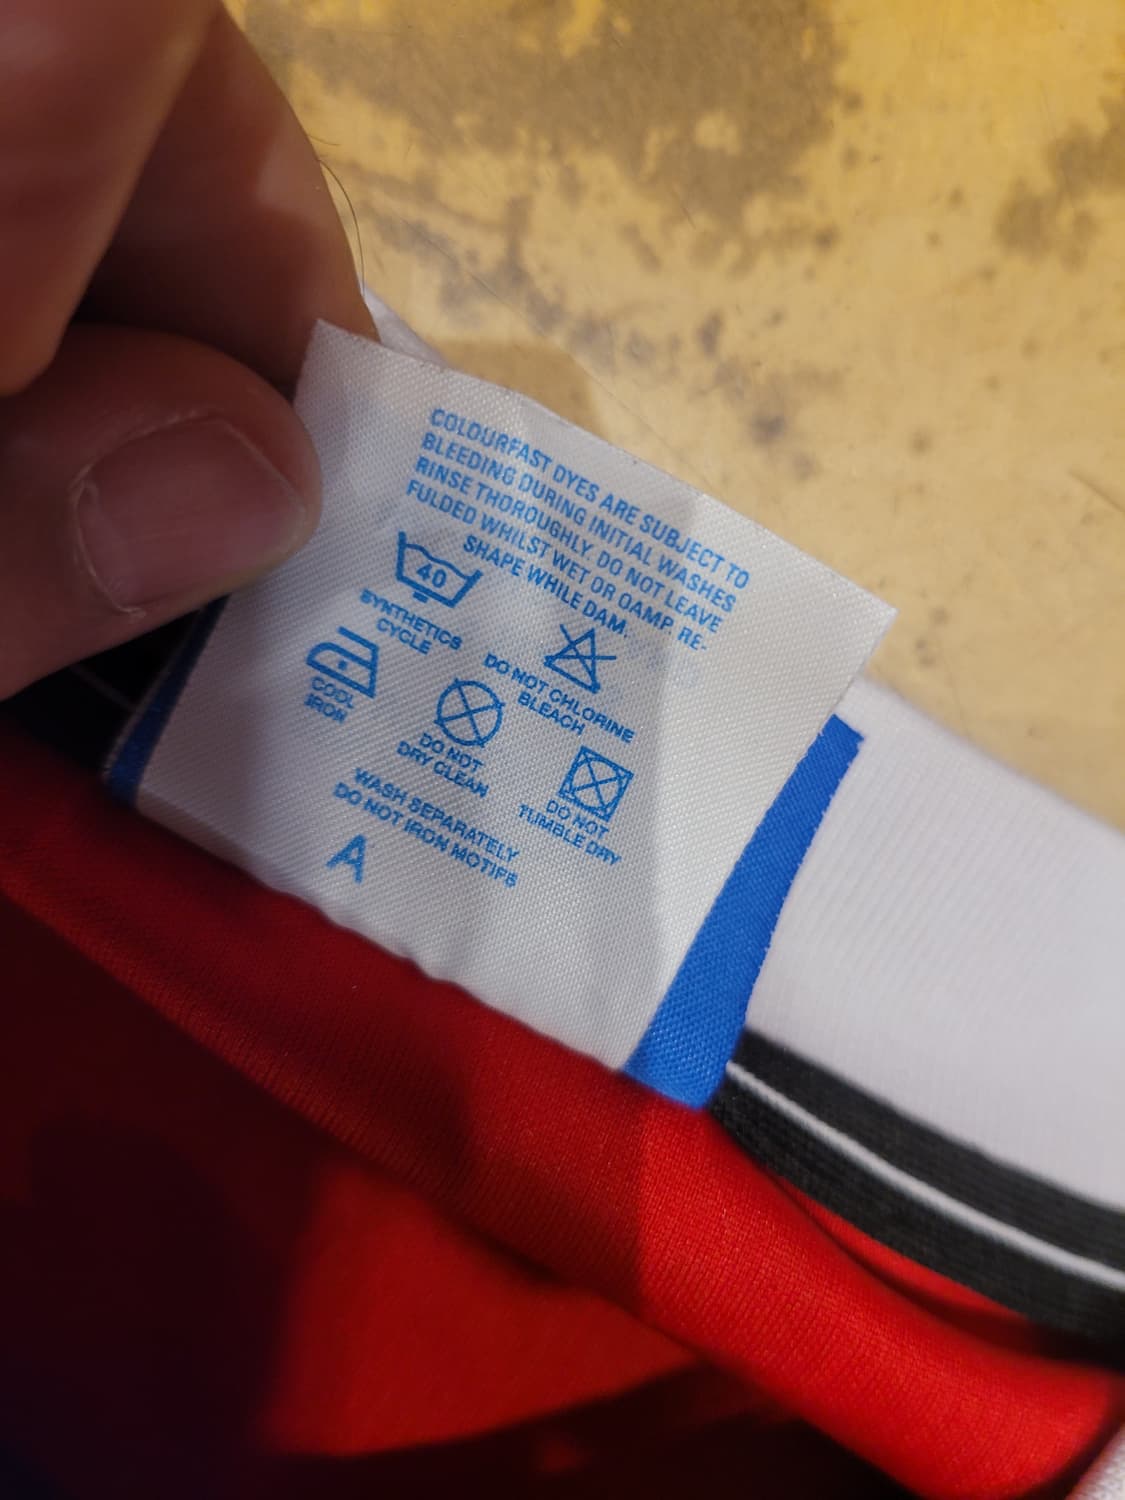 COLOURFAST DYES ARE SUBJECT TO
BLEEDING DURING INITIAL WASHES
RINSE THOROUGHLY. DO NOT LEAVE
FULDED WHILST WET OR DAMP RE-
SHAPE WHILE DAM.
40
SYNTHETICS
CYCLE
DO NOT CHLORINE
BLEACH
COOL
IRON
DO NOT
DRY CLEAN
DO NOT
TUMBLE DRY
WASH SEPARATELY
DO NOT IRON MOTIFS
A